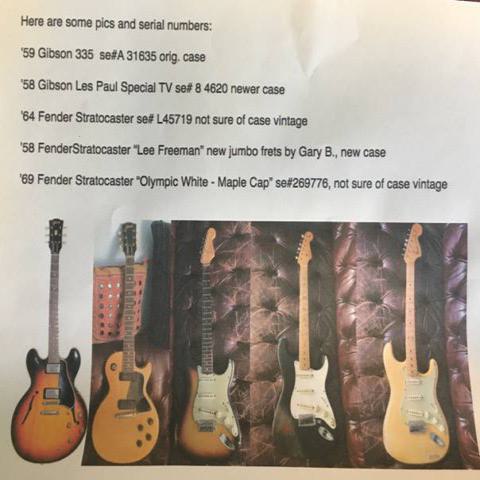 Here are some pics and serial numbers:
'59 Gibson 335 se#A 31635 orig. case
'58 Gibson Les Paul Special TV se# 8 4620 newer case
'64 Fender Stratocaster se# L45719 not sure of case vintage
'58 FenderStratocaster “Lee Freeman” new jumbo frets by Gary B., new case
'69 Fender Stratocaster “Olympic White - Maple Cap” se#269776, not sure of case vintage